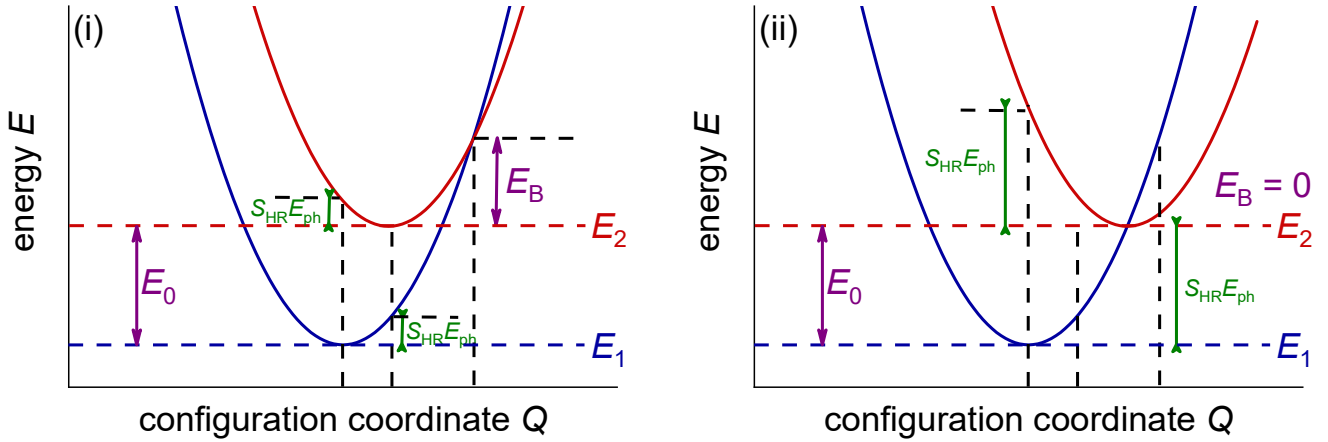 (i)
energy E
S_HR E_ph
E_B
E_2
E_0
S_HR E_ph
E_1
configuration coordinate Q
(ii)
energy E
S_HR E_ph
E_B = 0
E_2
E_0
S_HR E_ph
E_1
configuration coordinate Q